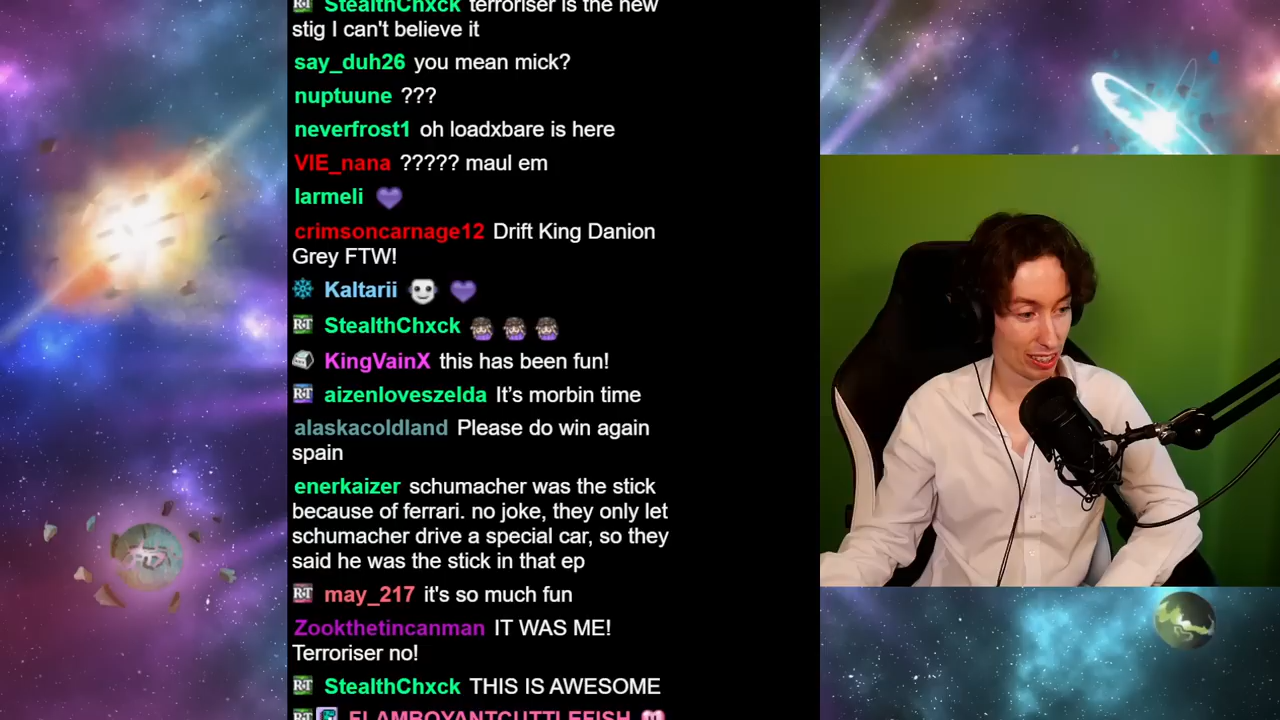 StealthChxck terroriser is the new
stig I can't believe it
say_duh26 you mean mick?
nuptuune ???
neverfrost1 oh loadxbare is here
VIE_nana ????? maul em
larmeli
crimsoncarnage12 Drift King Danion
Grey FTW!
Kaltarii
StealthChxck
KingVainX this has been fun!
aizenloveszelda It's morbin time
alaskacoldland Please do win again
spain
enerkaizer schumacher was the stick
because of ferrari. no joke, they only let
schumacher drive a special car, so they
said he was the stick in that ep
may_217 it's so much fun
Zookthetincanman IT WAS ME!
Terroriser no!
StealthChxck THIS IS AWESOME
FLAMBOYANTCUTTLEFISH